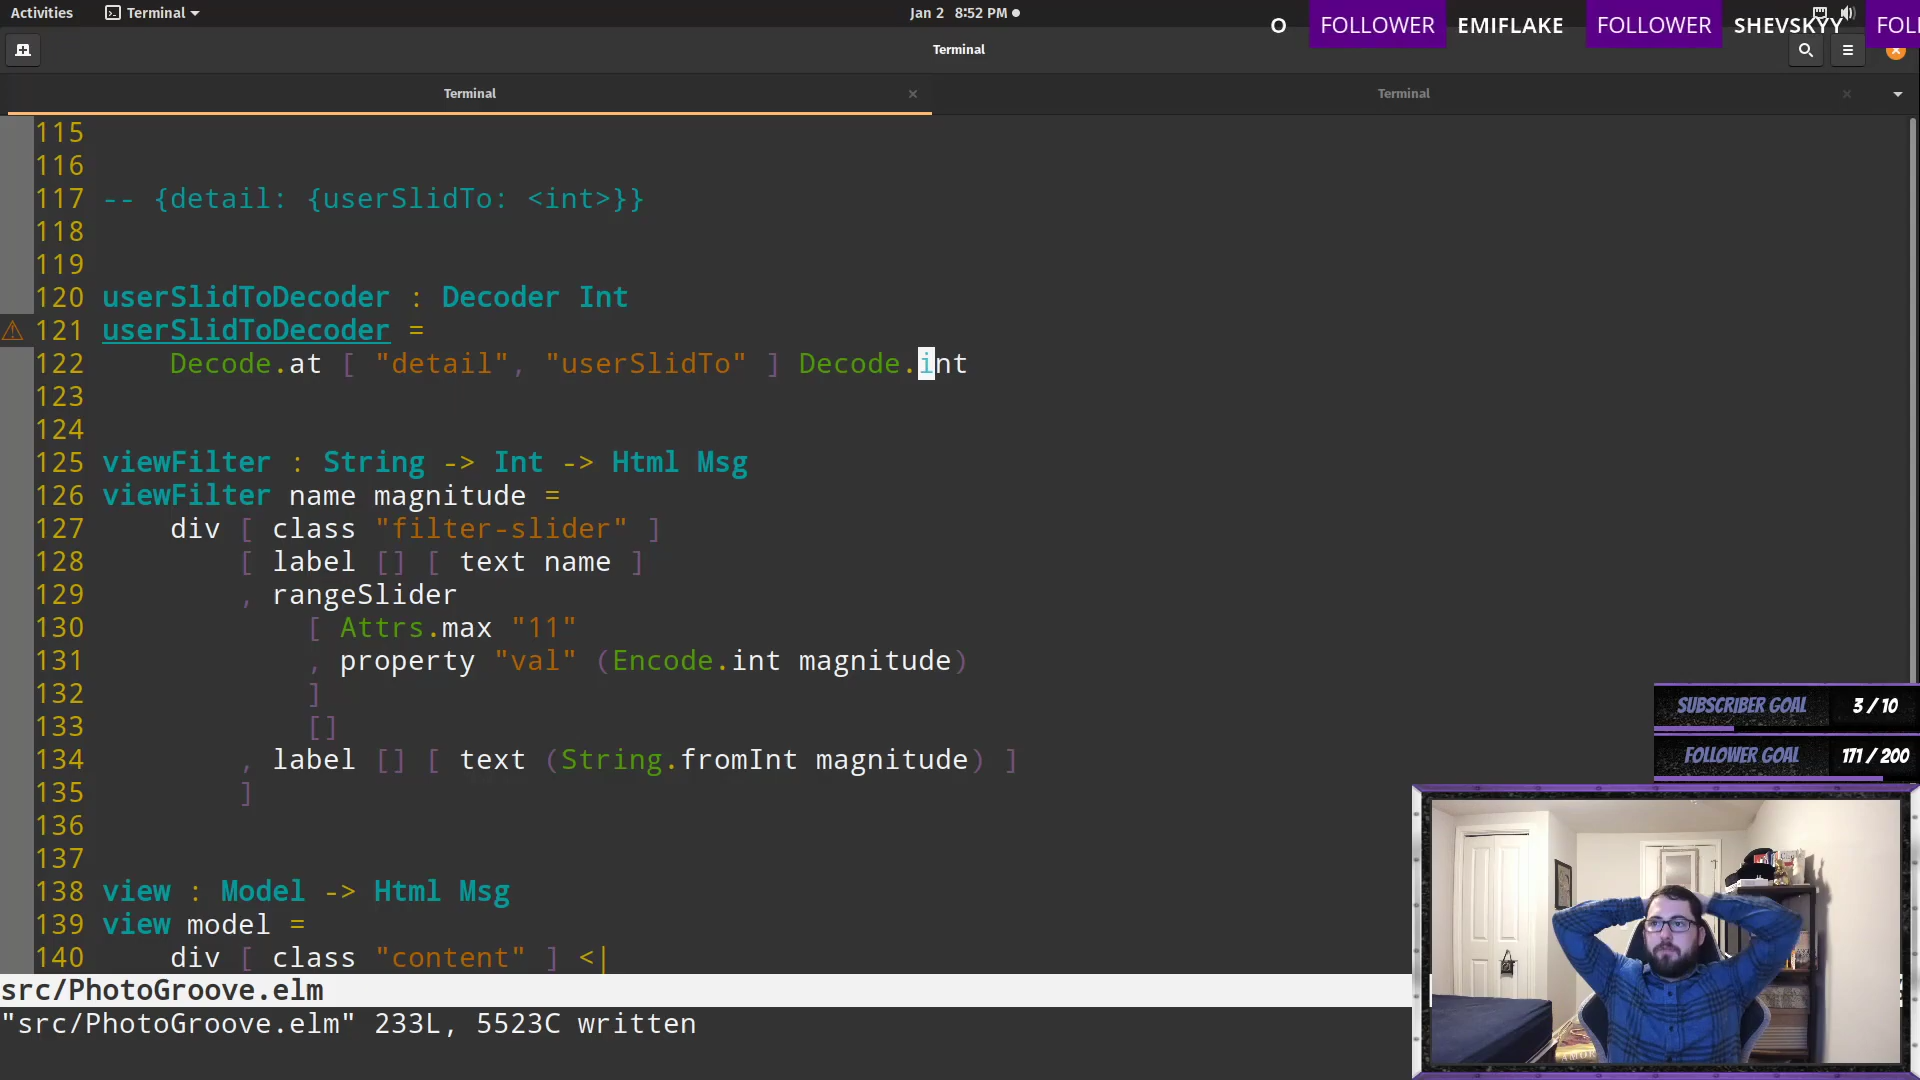 Activities Terminal Jan 2 8:52 PM
O FOLLOWER EMIFLAKE FOLLOWER SHEVSKYY FOL
Terminal
Terminal Terminal
115
116
117 -- {detail: {userSlidTo: <int>}}
118
119
120 userSlidToDecoder : Decoder Int
121 userSlidToDecoder =
122 Decode.at [ "detail", "userSlidTo" ] Decode.int
123
124
125 viewFilter : String -> Int -> Html Msg
126 viewFilter name magnitude =
127 div [ class "filter-slider" ]
128 [ label [] [ text name ]
129 , rangeSlider
130 [ Attrs.max "11"
131 , property "val" (Encode.int magnitude)
132 ]
133 []
134 , label [] [ text (String.fromInt magnitude) ]
135 ]
136
137
138 view : Model -> Html Msg
139 view model =
140 div [ class "content" ] <|
src/PhotoGroove.elm
"src/PhotoGroove.elm" 233L, 5523C written
SUBSCRIBER GOAL 3 / 10
FOLLOWER GOAL 171 / 200